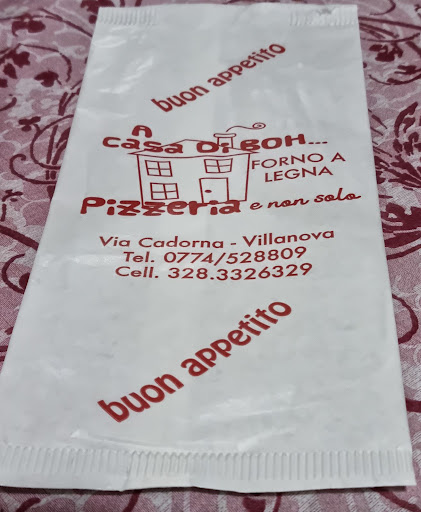 buon appetito
A
CASA Di BOH...
FORNO A
LEGNA
Pizzeria e non solo
Via Cadorna - Villanova
Tel. 0774/528809
Cell. 328.3326329
buon appetito